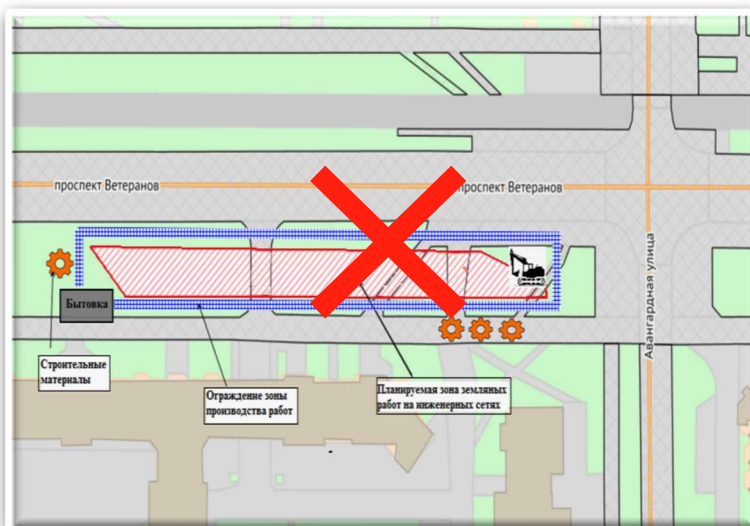 проспект Ветеранов
проспект Ветеранов
Авангардная улица
Бытовка
Строительные
материалы
Ограждение зоны
производства работ
Планируемая зона земляных
работ на инженерных сетях